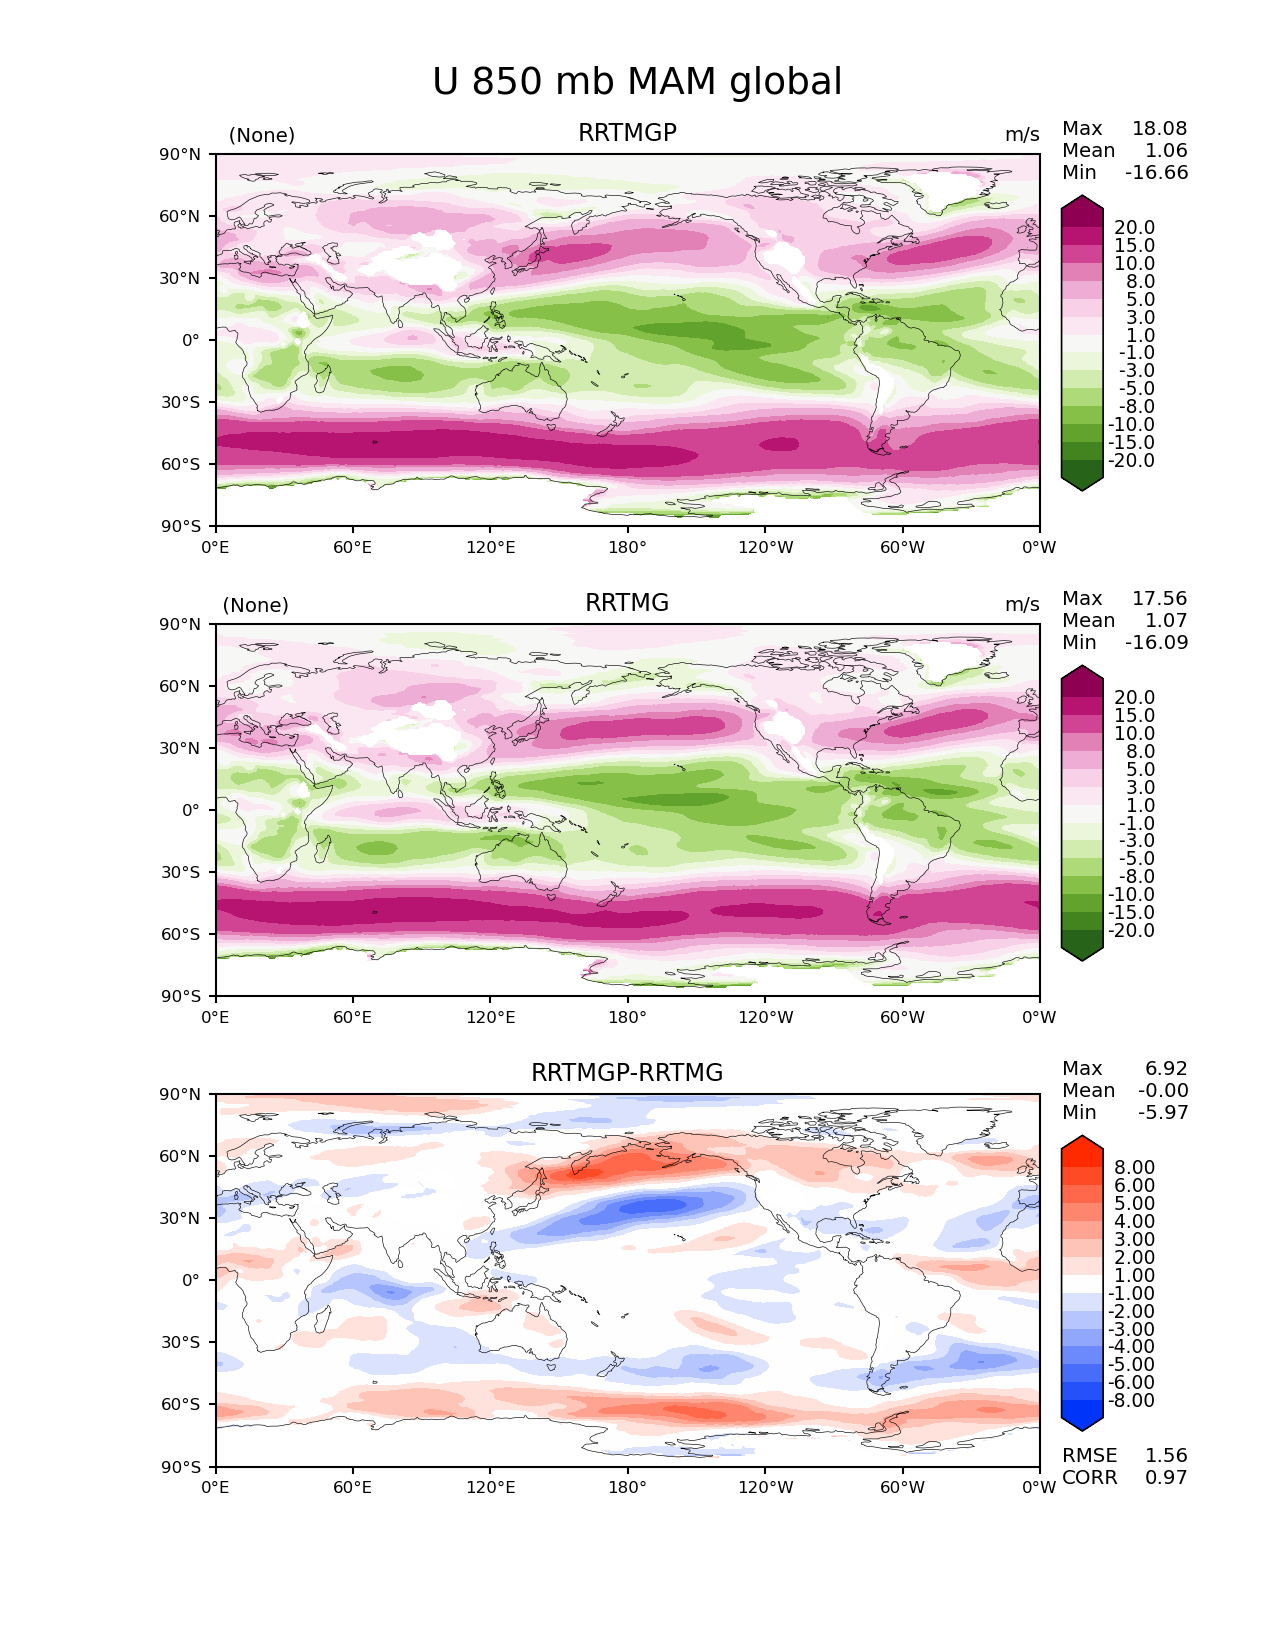 U 850 mb MAM global
(None) RRTMGP m/s
Max 18.08
Mean 1.06
Min -16.66
90°N
60°N
30°N
0°
30°S
60°S
90°S
0°E 60°E 120°E 180° 120°W 60°W 0°W
20.0
15.0
10.0
8.0
5.0
3.0
1.0
-1.0
-3.0
-5.0
-8.0
-10.0
-15.0
-20.0
(None) RRTMG m/s
Max 17.56
Mean 1.07
Min -16.09
90°N
60°N
30°N
0°
30°S
60°S
90°S
0°E 60°E 120°E 180° 120°W 60°W 0°W
20.0
15.0
10.0
8.0
5.0
3.0
1.0
-1.0
-3.0
-5.0
-8.0
-10.0
-15.0
-20.0
RRTMGP-RRTMG
Max 6.92
Mean -0.00
Min -5.97
90°N
60°N
30°N
0°
30°S
60°S
90°S
0°E 60°E 120°E 180° 120°W 60°W 0°W
8.00
6.00
5.00
4.00
3.00
2.00
1.00
-1.00
-2.00
-3.00
-4.00
-5.00
-6.00
-8.00
RMSE 1.56
CORR 0.97